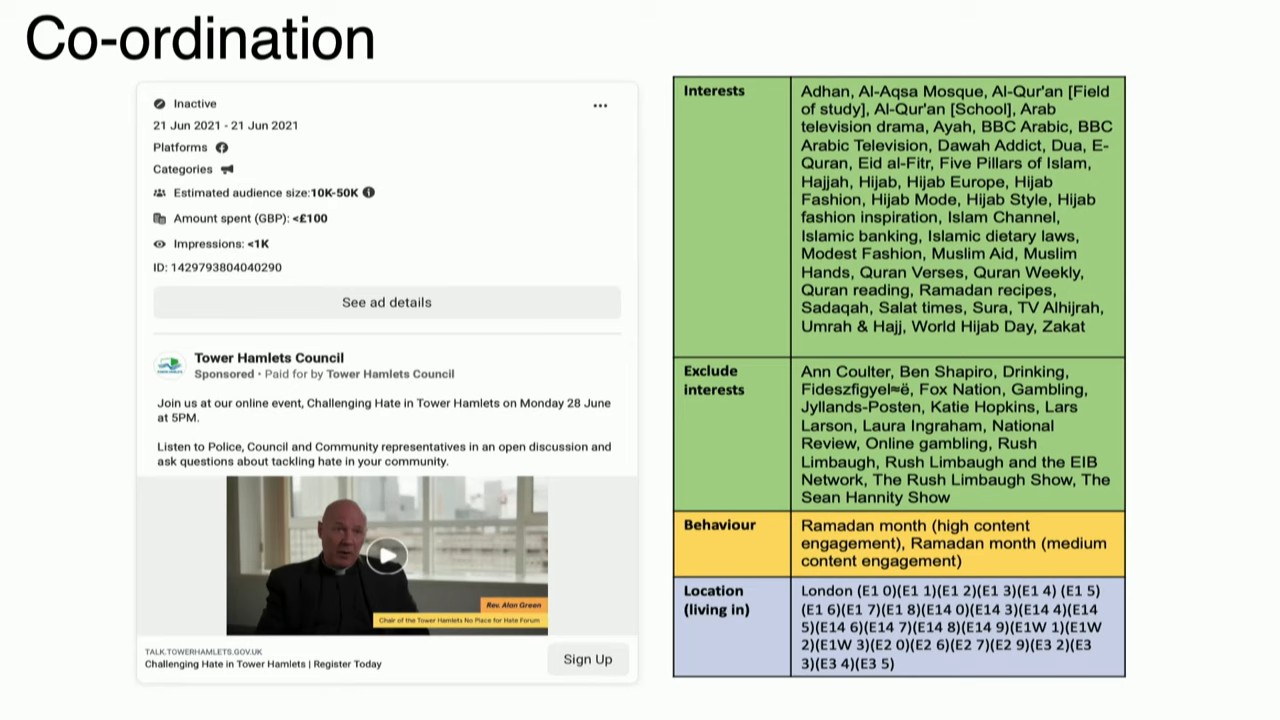 Co-ordination
Inactive
21 Jun 2021 - 21 Jun 2021
Platforms
Categories
Estimated audience size:10K-50K
Amount spent (GBP): <£100
Impressions: <1K
ID: 1429793804040290
See ad details
Tower Hamlets Council
Sponsored • Paid for by Tower Hamlets Council
Join us at our online event, Challenging Hate in Tower Hamlets on Monday 28 June
at 5PM.
Listen to Police, Council and Community representatives in an open discussion and
ask questions about tackling hate in your community.
Rev. Alan Green
Chair of the Tower Hamlets No Place for Hate Forum
TALK.TOWERHAMLETS.GOV.UK
Challenging Hate in Tower Hamlets | Register Today
Sign Up
Interests
Adhan, Al-Aqsa Mosque, Al-Qur'an [Field
of study], Al-Qur'an [School], Arab
television drama, Ayah, BBC Arabic, BBC
Arabic Television, Dawah Addict, Dua, E-
Quran, Eid al-Fitr, Five Pillars of Islam,
Hajjah, Hijab, Hijab Europe, Hijab
Fashion, Hijab Mode, Hijab Style, Hijab
fashion inspiration, Islam Channel,
Islamic banking, Islamic dietary laws,
Modest Fashion, Muslim Aid, Muslim
Hands, Quran Verses, Quran Weekly,
Quran reading, Ramadan recipes,
Sadaqah, Salat times, Sura, TV Alhijrah,
Umrah & Hajj, World Hijab Day, Zakat
Exclude
interests
Ann Coulter, Ben Shapiro, Drinking,
Fideszfigyel≈ë, Fox Nation, Gambling,
Jyllands-Posten, Katie Hopkins, Lars
Larson, Laura Ingraham, National
Review, Online gambling, Rush
Limbaugh, Rush Limbaugh and the EIB
Network, The Rush Limbaugh Show, The
Sean Hannity Show
Behaviour
Ramadan month (high content
engagement), Ramadan month (medium
content engagement)
Location
(living in)
London (E1 0)(E1 1)(E1 2)(E1 3)(E1 4) (E1 5)
(E1 6)(E1 7)(E1 8)(E14 0)(E14 3)(E14 4)(E14
5)(E14 6)(E14 7)(E14 8)(E14 9)(E1W 1)(E1W
2)(E1W 3)(E2 0)(E2 6)(E2 7)(E2 9)(E3 2)(E3
3)(E3 4)(E3 5)